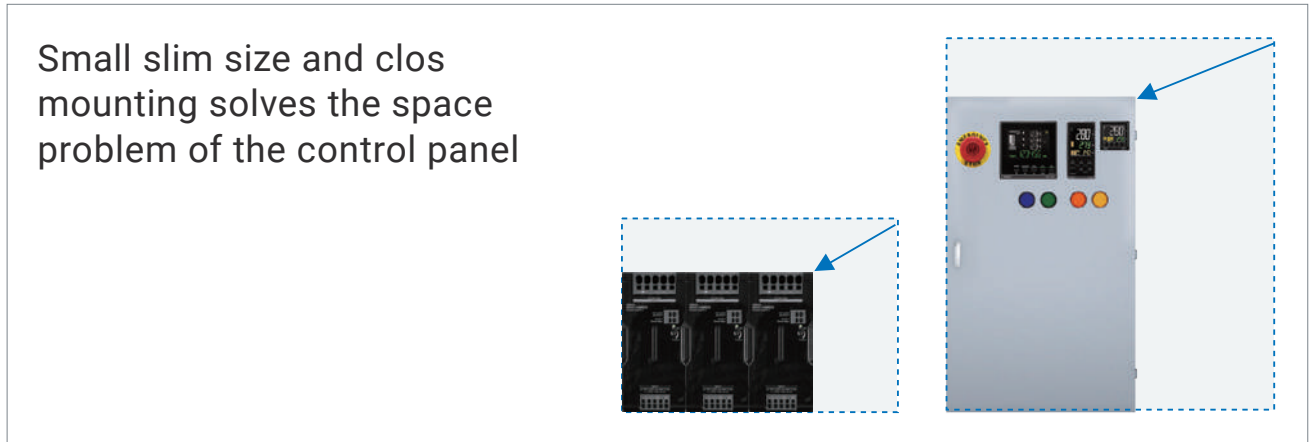 Small slim size and clos
mounting solves the space
problem of the control panel